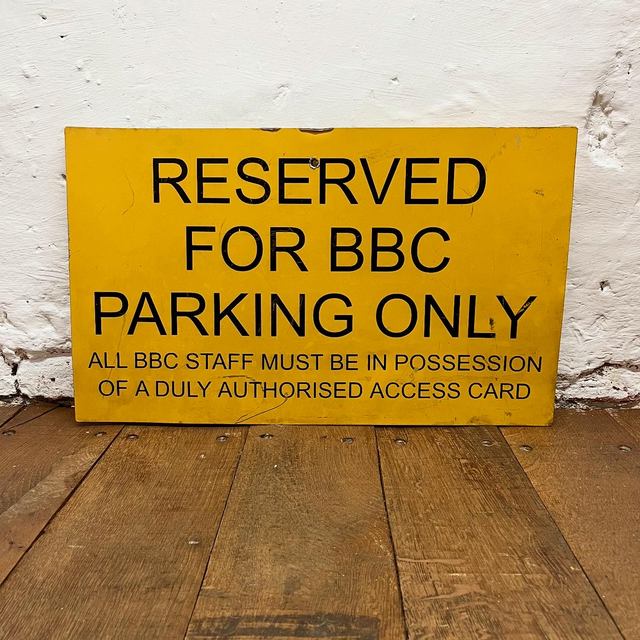 RESERVED
FOR BBC
PARKING ONLY
ALL BBC STAFF MUST BE IN POSSESSION
OF A DULY AUTHORISED ACCESS CARD